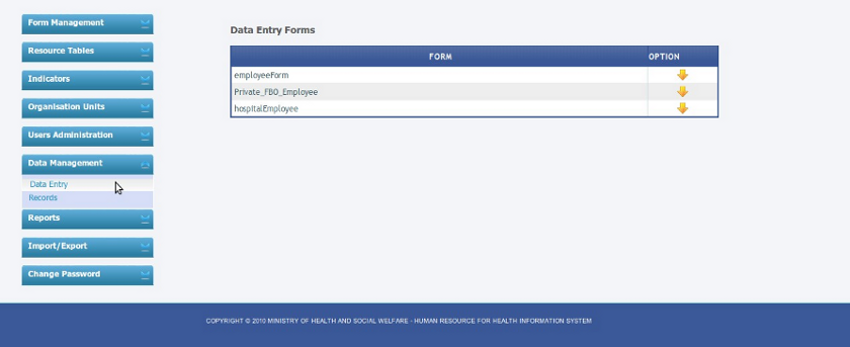 Form Management
Resource Tables
Indicators
Organisation Units
Users Administration
Data Management
Data Entry
Records
Reports
Import/Export
Change Password
Data Entry Forms
FORM OPTION
employeeForm
Private_FBO_Employee
hospitalEmployee
COPYRIGHT © 2010 MINISTRY OF HEALTH AND SOCIAL WELFARE - HUMAN RESOURCE FOR HEALTH INFORMATION SYSTEM